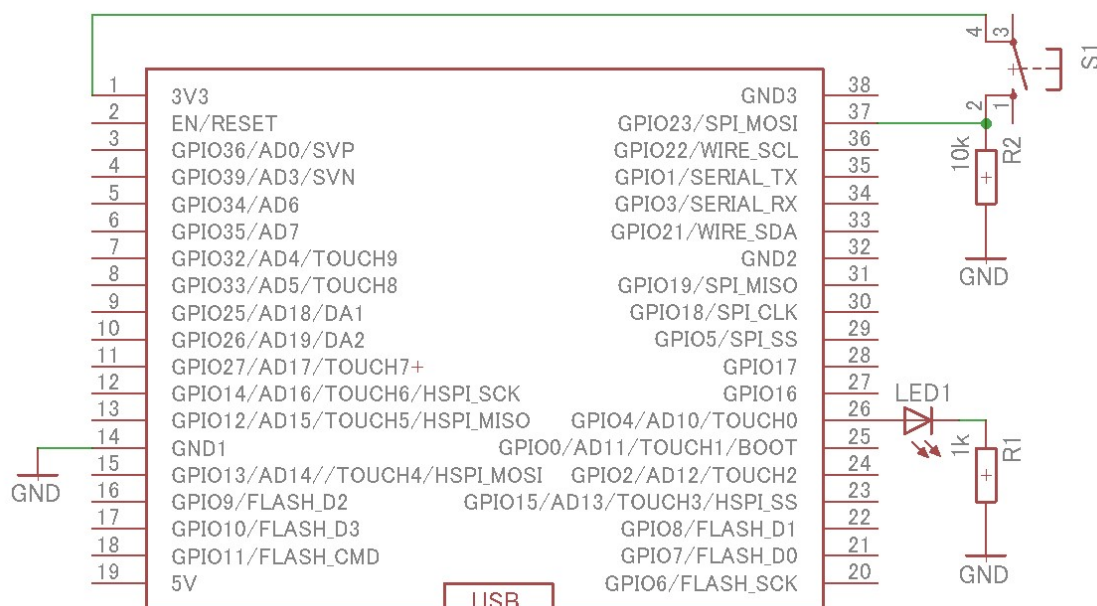 4 3
S1
2 1
1 3V3 GND3 38
2 EN/RESET GPIO23/SPI_MOSI 37
3 GPIO36/AD0/SVP GPIO22/WIRE_SCL 36
4 GPIO39/AD3/SVN GPIO1/SERIAL_TX 35
5 GPIO34/AD6 GPIO3/SERIAL_RX 34
6 GPIO35/AD7 GPIO21/WIRE_SDA 33
7 GPIO32/AD4/TOUCH9 GND2 32
8 GPIO33/AD5/TOUCH8 GPIO19/SPI_MISO 31
9 GPIO25/AD18/DA1 GPIO18/SPI_CLK 30
10 GPIO26/AD19/DA2 GPIO5/SPI_SS 29
11 GPIO27/AD17/TOUCH7+ GPIO17 28
12 GPIO14/AD16/TOUCH6/HSPI_SCK GPIO16 27
13 GPIO12/AD15/TOUCH5/HSPI_MISO GPIO4/AD10/TOUCH0 26
14 GND1 GPIO0/AD11/TOUCH1/BOOT 25
15 GPIO13/AD14//TOUCH4/HSPI_MOSI GPIO2/AD12/TOUCH2 24
16 GPIO9/FLASH_D2 GPIO15/AD13/TOUCH3/HSPI_SS 23
17 GPIO10/FLASH_D3 GPIO8/FLASH_D1 22
18 GPIO11/FLASH_CMD GPIO7/FLASH_D0 21
19 5V GPIO6/FLASH_SCK 20
USB
10k R2
GND
LED1
1k R1
GND
GND